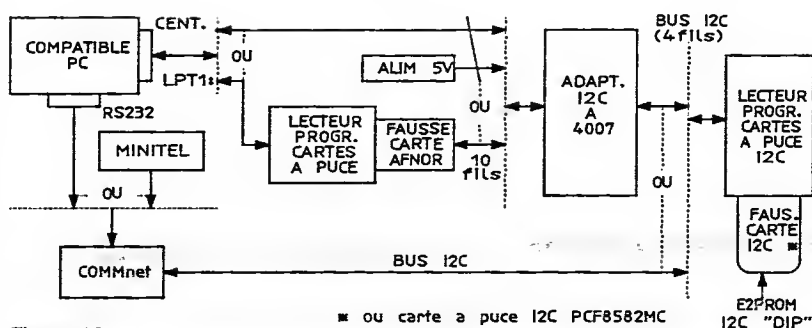 COMPATIBLE
PC
CENT.
OU
LPT1:
RS232
MINITEL
OU
COMMnet
LECTEUR
PROGR.
CARTES
A PUCE
FAUSSE
CARTE
AFNOR
ALIM 5V
OU
10
fils
ADAPT.
I2C
A
4007
BUS I2C
(4fils)
OU
LECTEUR
PROGR.
CARTES
A PUCE
I2C
FAUS.
CARTE
I2C *
BUS I2C
E2PROM
I2C "DIP"
* ou carte a puce I2C PCF8582MC